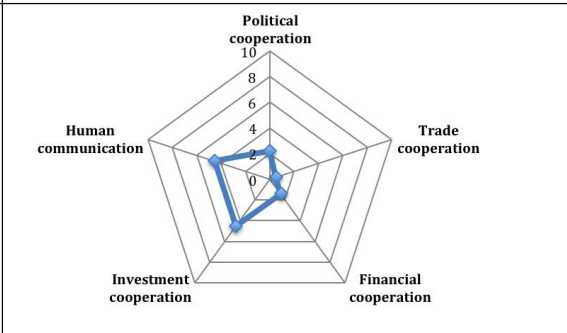 Political
cooperation
10
8
6
4
2
0
Human
communication
Trade
cooperation
Investment
cooperation
Financial
cooperation